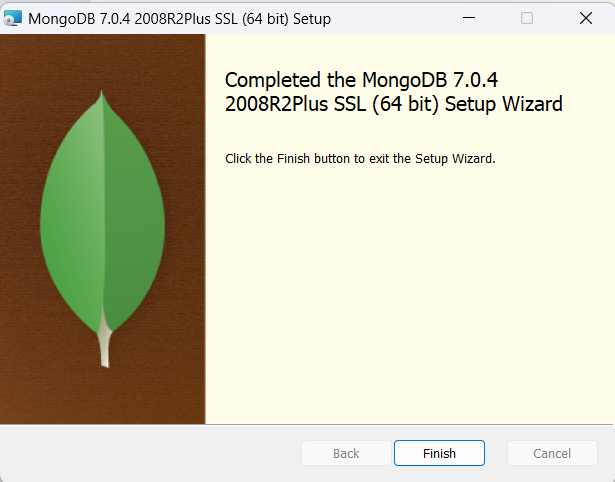 MongoDB 7.0.4 2008R2Plus SSL (64 bit) Setup
Completed the MongoDB 7.0.4
2008R2Plus SSL (64 bit) Setup Wizard
Click the Finish button to exit the Setup Wizard.
Back Finish Cancel